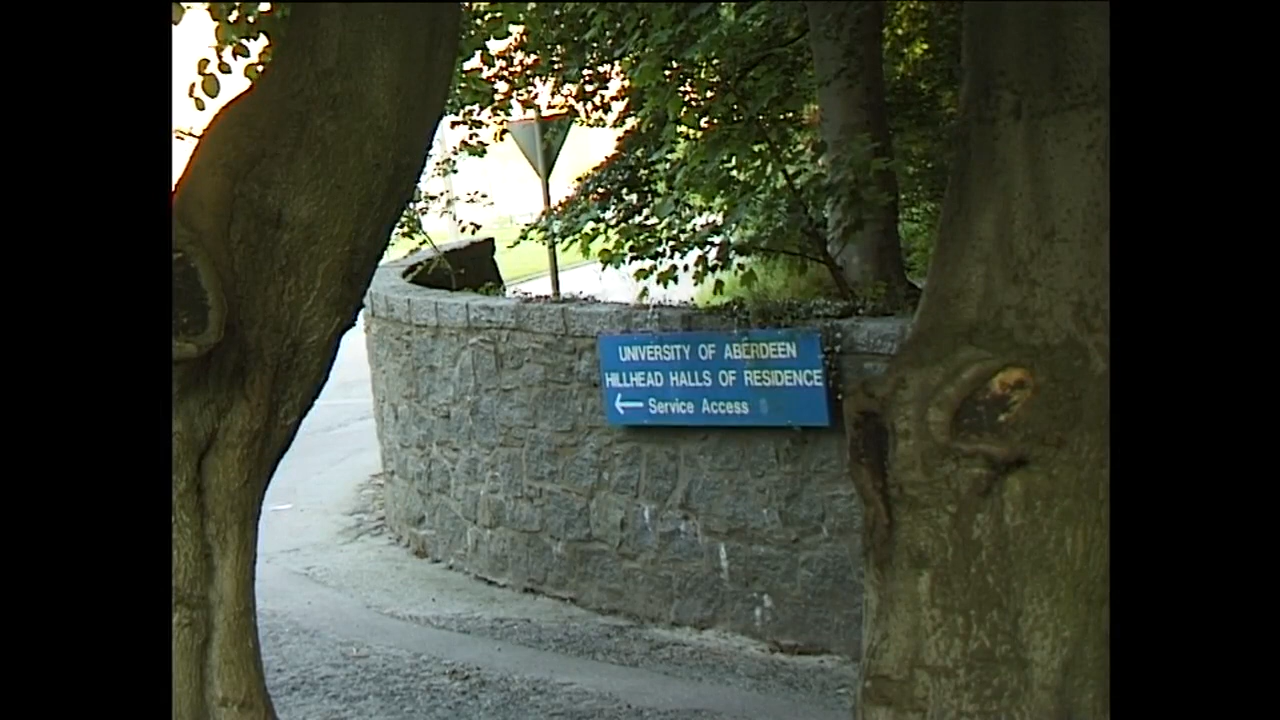 UNIVERSITY OF ABERDEEN
HILLHEAD HALLS OF RESIDENCE
← Service Access